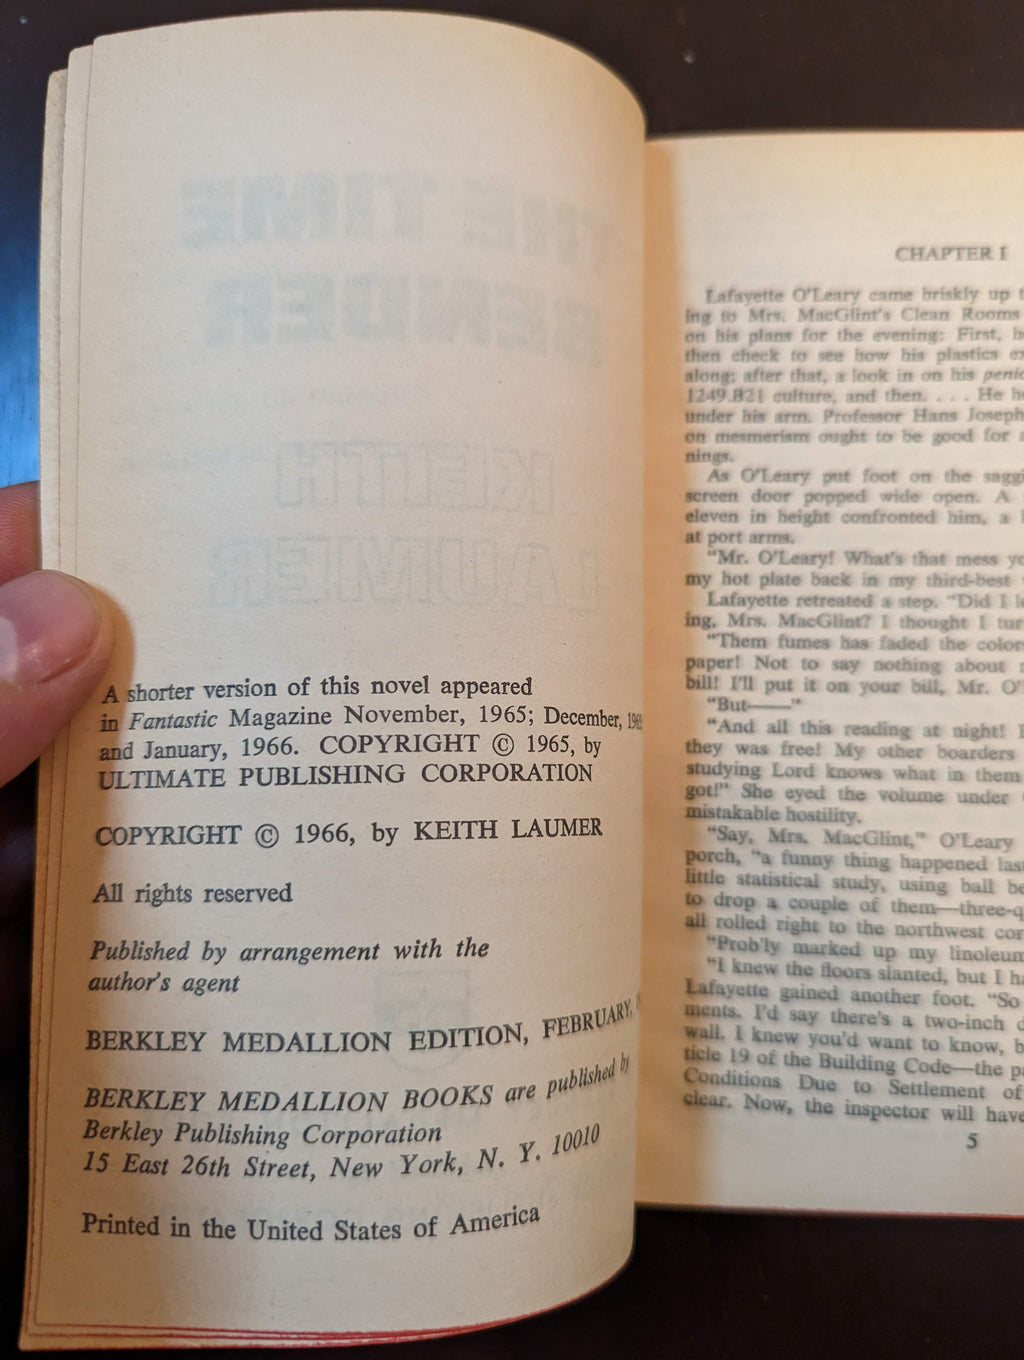 A shorter version of this novel appeared
in Fantastic Magazine November, 1965; December, 196
and January, 1966. COPYRIGHT © 1965, by
ULTIMATE PUBLISHING CORPORATION
COPYRIGHT © 1966, by KEITH LAUMER
All rights reserved
Published by arrangement with the
author's agent
BERKLEY MEDALLION EDITION, FEBRUARY,
BERKLEY MEDALLION BOOKS are published by
Berkley Publishing Corporation
15 East 26th Street, New York, N. Y. 10010
Printed in the United States of America
CHAPTER I
Lafayette O'Leary came briskly up
ing to Mrs. MacGlint's Clean Rooms
on his plans for the evening: First,
then check to see how his plastics
along; after that, a look in on his
1249.B21 culture, and then. . . . He
under his arm. Professor Hans Joseph
on mesmerism ought to be good for
nings.
As O'Leary put foot on the
screen door popped wide open. A
eleven in height confronted him, a
at port arms.
"Mr. O'Leary! What's that mess
my hot plate back in my third-best
Lafayette retreated a step. "Did I
ing, Mrs. MacGlint? I thought I
"Them fumes has faded the color
paper! Not to say nothing about
bill! I'll put it on your bill, Mr.
"But——"
"And all this reading at night!
they was free! My other boarders
studying Lord knows what in them
got!" She eyed the volume under
mistakable hostility.
"Say, Mrs. MacGlint," O'Leary
porch, "a funny thing happened
little statistical study, using ball
to drop a couple of them—
all rolled right to the northwest
"Prob'ly marked up my linoleum
"I knew the floors slanted, but I
Lafayette gained another foot. "So
ments. I'd say there's a two-inch
wall. I knew you'd want to know,
ticle 19 of the Building Code—the
Conditions Due to Settlement of
clear. Now, the inspector will have
5